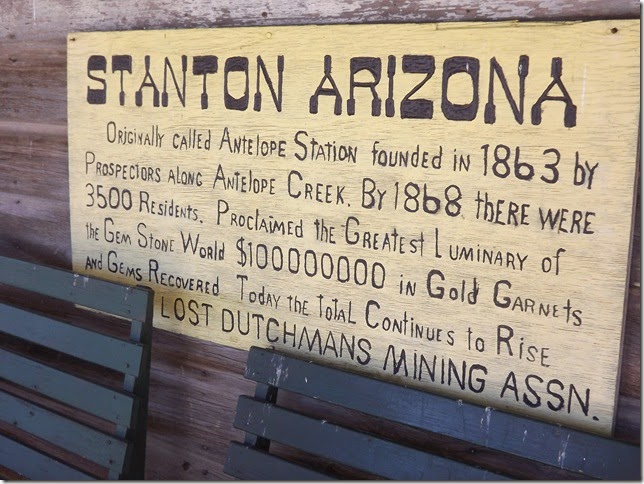 STANTON ARIZONA
Originally called Antelope Station founded in 1863 by
Prospectors along Antelope Creek. By 1868 there were
3500 Residents. Proclaimed the Greatest Luminary of
the Gem Stone World $100000000 in Gold Garnets
and Gems Recovered Today the total Continues to Rise
LOST DUTCHMANS MINING ASSN.